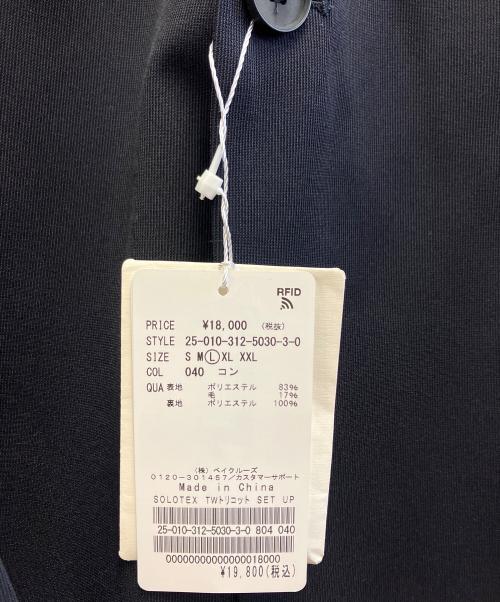 RFID
PRICE ¥18,000 (税抜)
STYLE 25-010-312-5030-3-0
SIZE S M L XL XXL
COL 040 コン
QUA 表地 ポリエステル 83%
毛 17%
裏地 ポリエステル 100%
(株)ベイクルーズ
0120-301457/カスタマーサポート
Made in China
SOLOTEX TWトリコット SET UP
25-010-312-5030-3-0 804 040
0000000000000018000
¥19,800(税込)